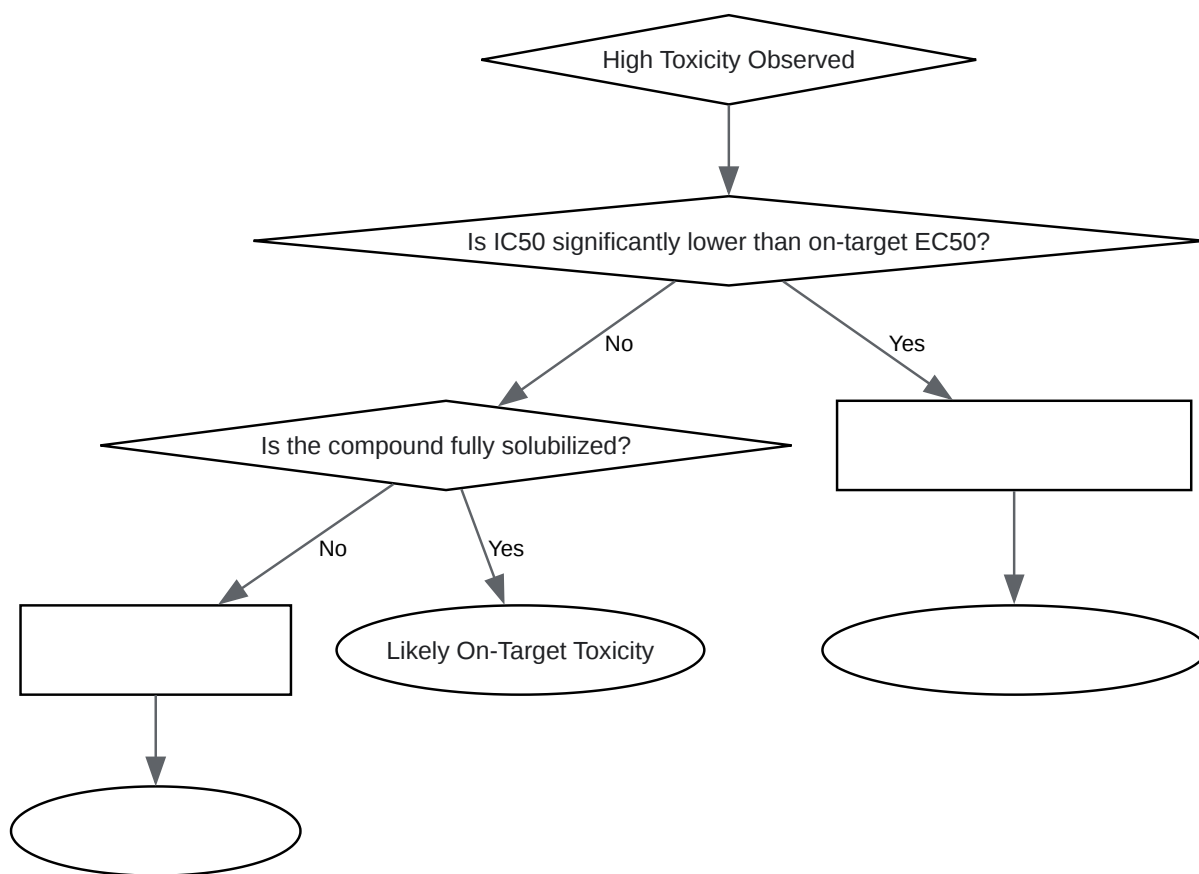 High Toxicity Observed
Is IC50 significantly lower than on-target EC50?
No
Yes
Is the compound fully solubilized?
No
Yes
Likely On-Target Toxicity